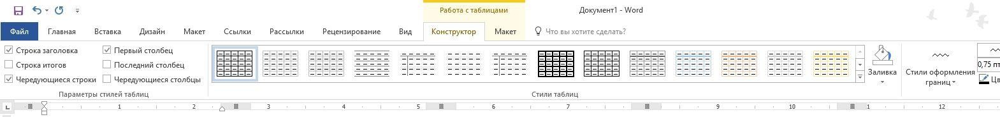 Работа с таблицами
Документ1 - Word
Файл Главная Вставка Дизайн Макет Ссылки Рассылки Рецензирование Вид Конструктор Макет Что вы хотите сделать?
Строка заголовка Первый столбец
Строка итогов Последний столбец 0,75 пт
Чередующиеся строки Чередующиеся столбцы Заливка Стили оформления границ Цв
Параметры стилей таблиц Стили таблиц
1 2 3 4 5 6 7 8 9 10 1 12